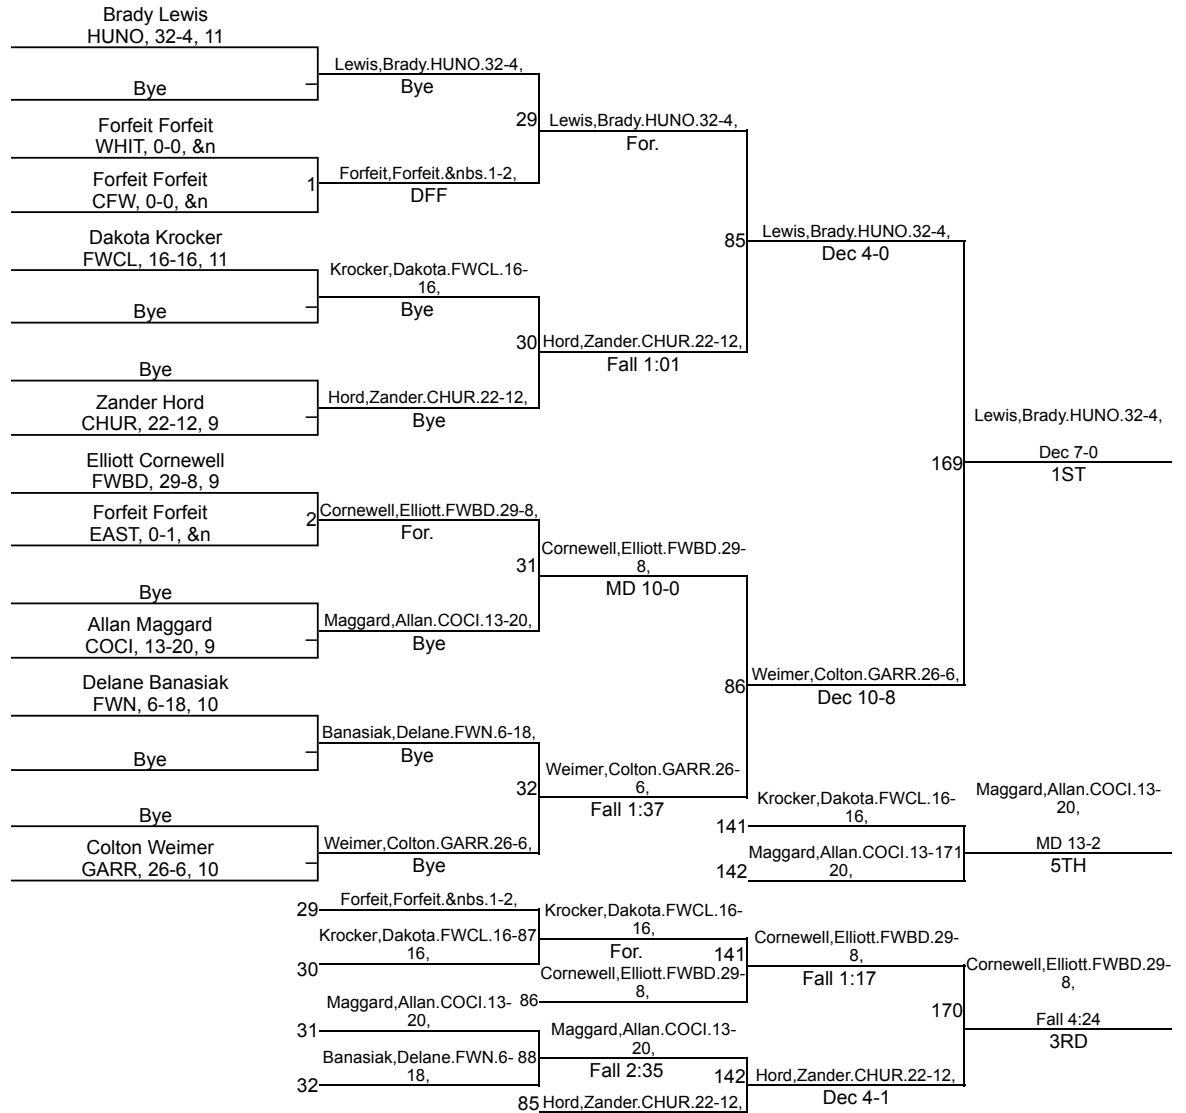 Brady Lewis
HUNO, 32-4, 11
Bye
Lewis,Brady.HUNO.32-4,
Bye
Forfeit Forfeit
WHIT, 0-0, &n
Forfeit Forfeit
CFW, 0-0, &n
1
Forfeit,Forfeit.&nbs.1-2,
DFF
29
Lewis,Brady.HUNO.32-4,
For.
Dakota Krocker
FWCL, 16-16, 11
Bye
Krocker,Dakota.FWCL.16-
16,
Bye
Bye
Zander Hord
CHUR, 22-12, 9
Hord,Zander.CHUR.22-12,
Bye
30
Hord,Zander.CHUR.22-12,
Fall 1:01
85
Lewis,Brady.HUNO.32-4,
Dec 4-0
Elliott Cornewell
FWBD, 29-8, 9
Forfeit Forfeit
EAST, 0-1, &n
2
Cornewell,Elliott.FWBD.29-8,
For.
Bye
Allan Maggard
COCI, 13-20, 9
Maggard,Allan.COCI.13-20,
Bye
31
Cornewell,Elliott.FWBD.29-
8,
MD 10-0
Delane Banasiak
FWN, 6-18, 10
Bye
Banasiak,Delane.FWN.6-18,
Bye
Bye
Colton Weimer
GARR, 26-6, 10
Weimer,Colton.GARR.26-6,
Bye
32
Weimer,Colton.GARR.26-
6,
Fall 1:37
86
Weimer,Colton.GARR.26-6,
Dec 10-8
169
Lewis,Brady.HUNO.32-4,
Dec 7-0
1ST
141
Krocker,Dakota.FWCL.16-
16,
142
Maggard,Allan.COCI.13-
20,
171
Maggard,Allan.COCI.13-
20,
MD 13-2
5TH
29
Forfeit,Forfeit.&nbs.1-2,
30
Krocker,Dakota.FWCL.16-
16,
87
Krocker,Dakota.FWCL.16-
16,
For.
86
Cornewell,Elliott.FWBD.29-
8,
141
Cornewell,Elliott.FWBD.29-
8,
Fall 1:17
31
Maggard,Allan.COCI.13-
20,
32
Banasiak,Delane.FWN.6-
18,
88
Maggard,Allan.COCI.13-
20,
Fall 2:35
85
Hord,Zander.CHUR.22-12,
142
Hord,Zander.CHUR.22-12,
Dec 4-1
170
Cornewell,Elliott.FWBD.29-
8,
Fall 4:24
3RD